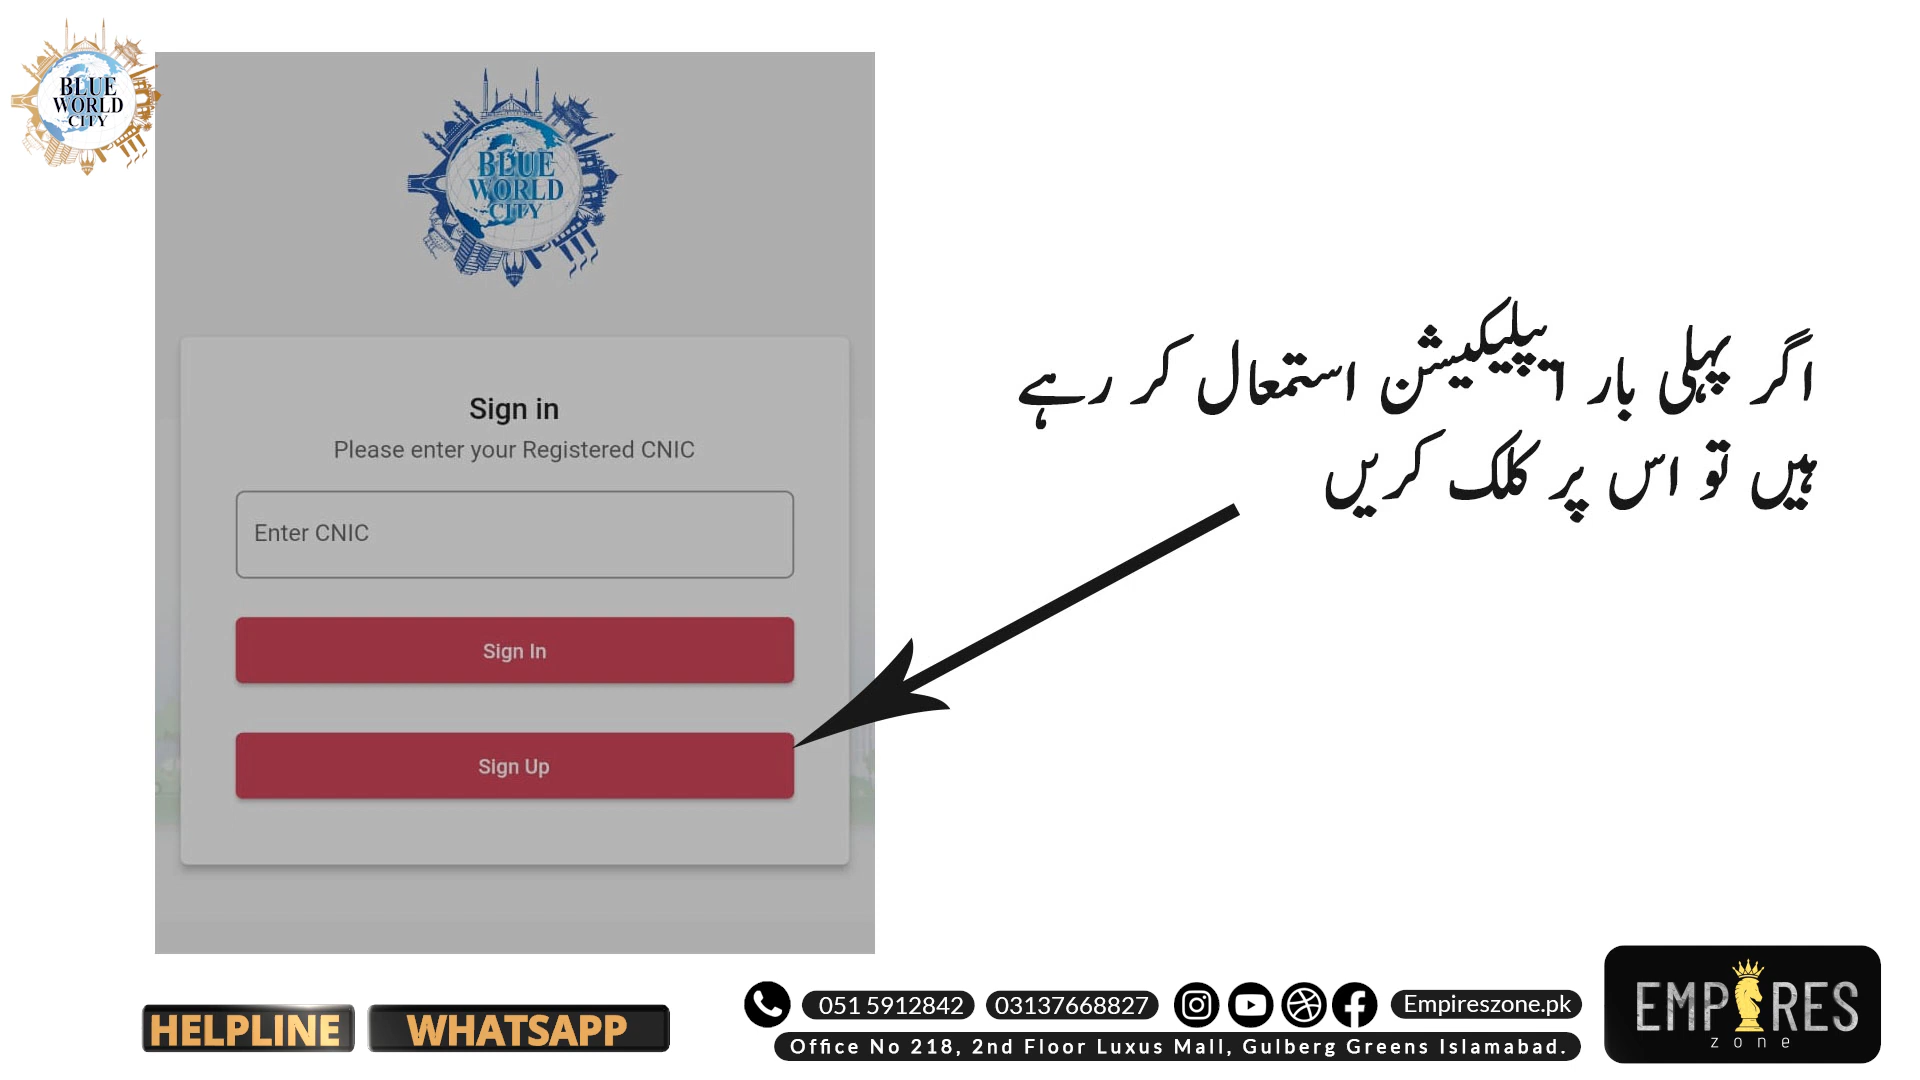 BLUE
WORLD
CITY
BLUE
WORLD
CITY
Sign in
Please enter your Registered CNIC
Enter CNIC
Sign In
Sign Up
اگر پہلی بار اپیلیکیشن استمعال کر رہے
ہیں تو اس پر کلک کریں
HELPLINE
WHATSAPP
051 5912842
03137668827
Empireszone.pk
Office No 218, 2nd Floor Luxus Mall, Gulberg Greens Islamabad.
EMPIRES
zone